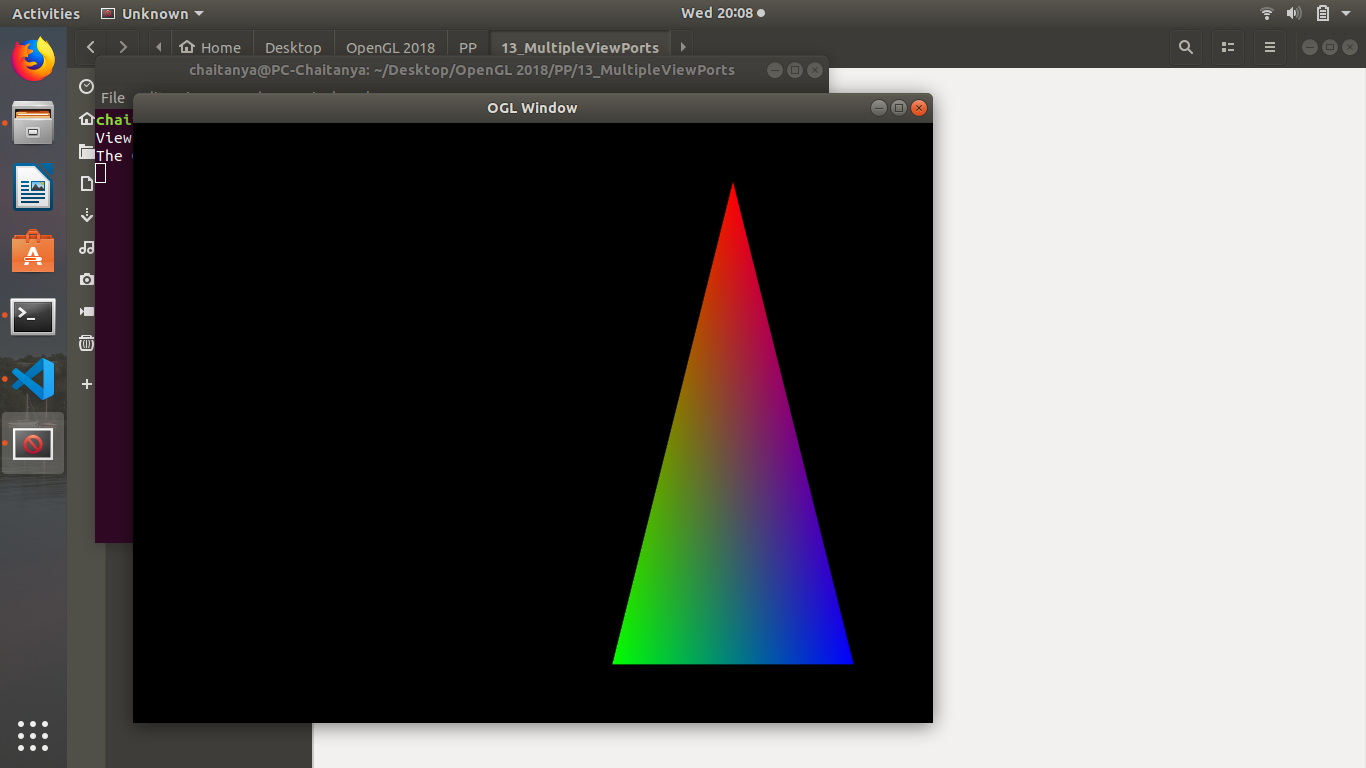 Activities Unknown Wed 20:08
Home Desktop OpenGL 2018 PP 13_MultipleViewPorts
chaitanya@PC-Chaitanya: ~/Desktop/OpenGL 2018/PP/13_MultipleViewPorts
File
OGL Window
chai
View
The